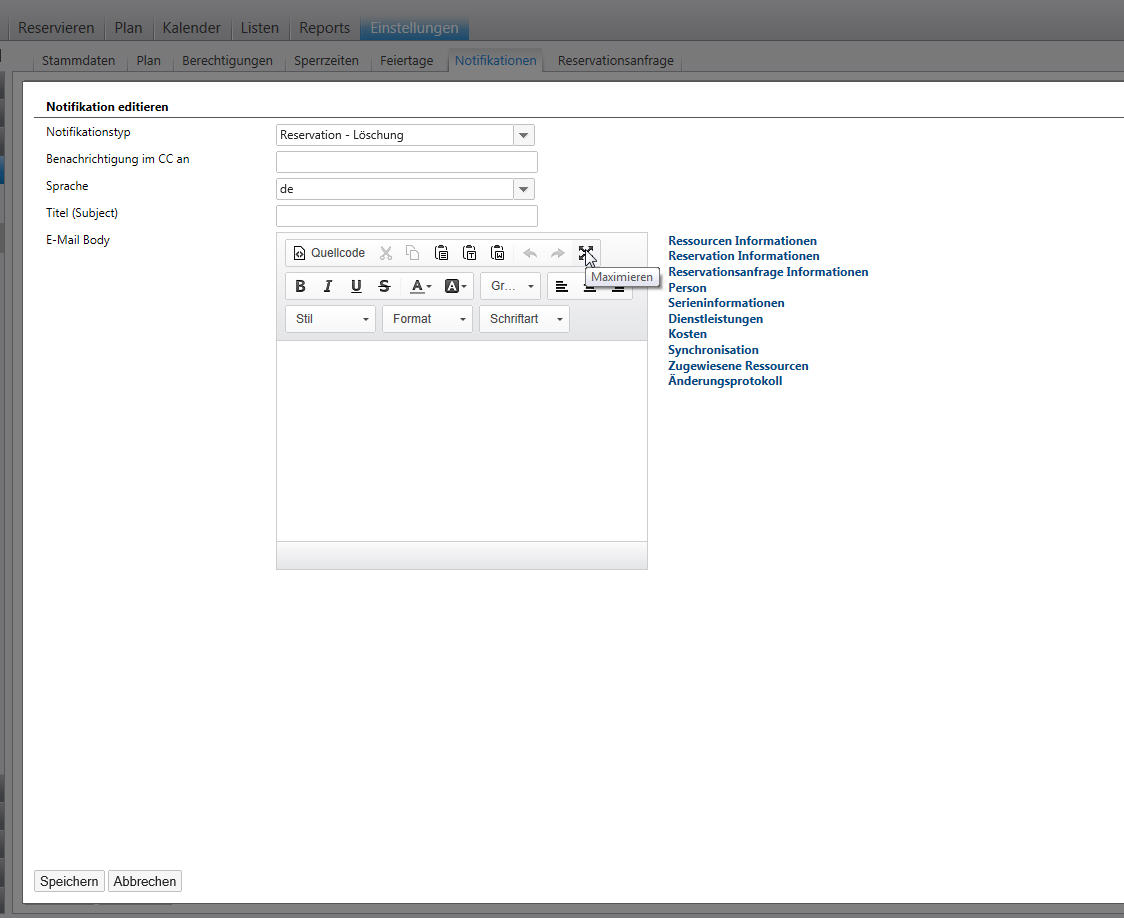 Reservieren Plan Kalender Listen Reports Einstellungen
Stammdaten Plan Berechtigungen Sperrzeiten Feiertage Notifikationen Reservationsanfrage
Notifikation editieren
Notifikationstyp Reservation - Löschung
Benachrichtigung im CC an
Sprache de
Titel (Subject)
E-Mail Body
Quellcode
Maximieren
B I U S A A Gr...
Stil Format Schriftart
Ressourcen Informationen
Reservation Informationen
Reservationsanfrage Informationen
Person
Serieninformationen
Dienstleistungen
Kosten
Synchronisation
Zugewiesene Ressourcen
Änderungsprotokoll
Speichern Abbrechen